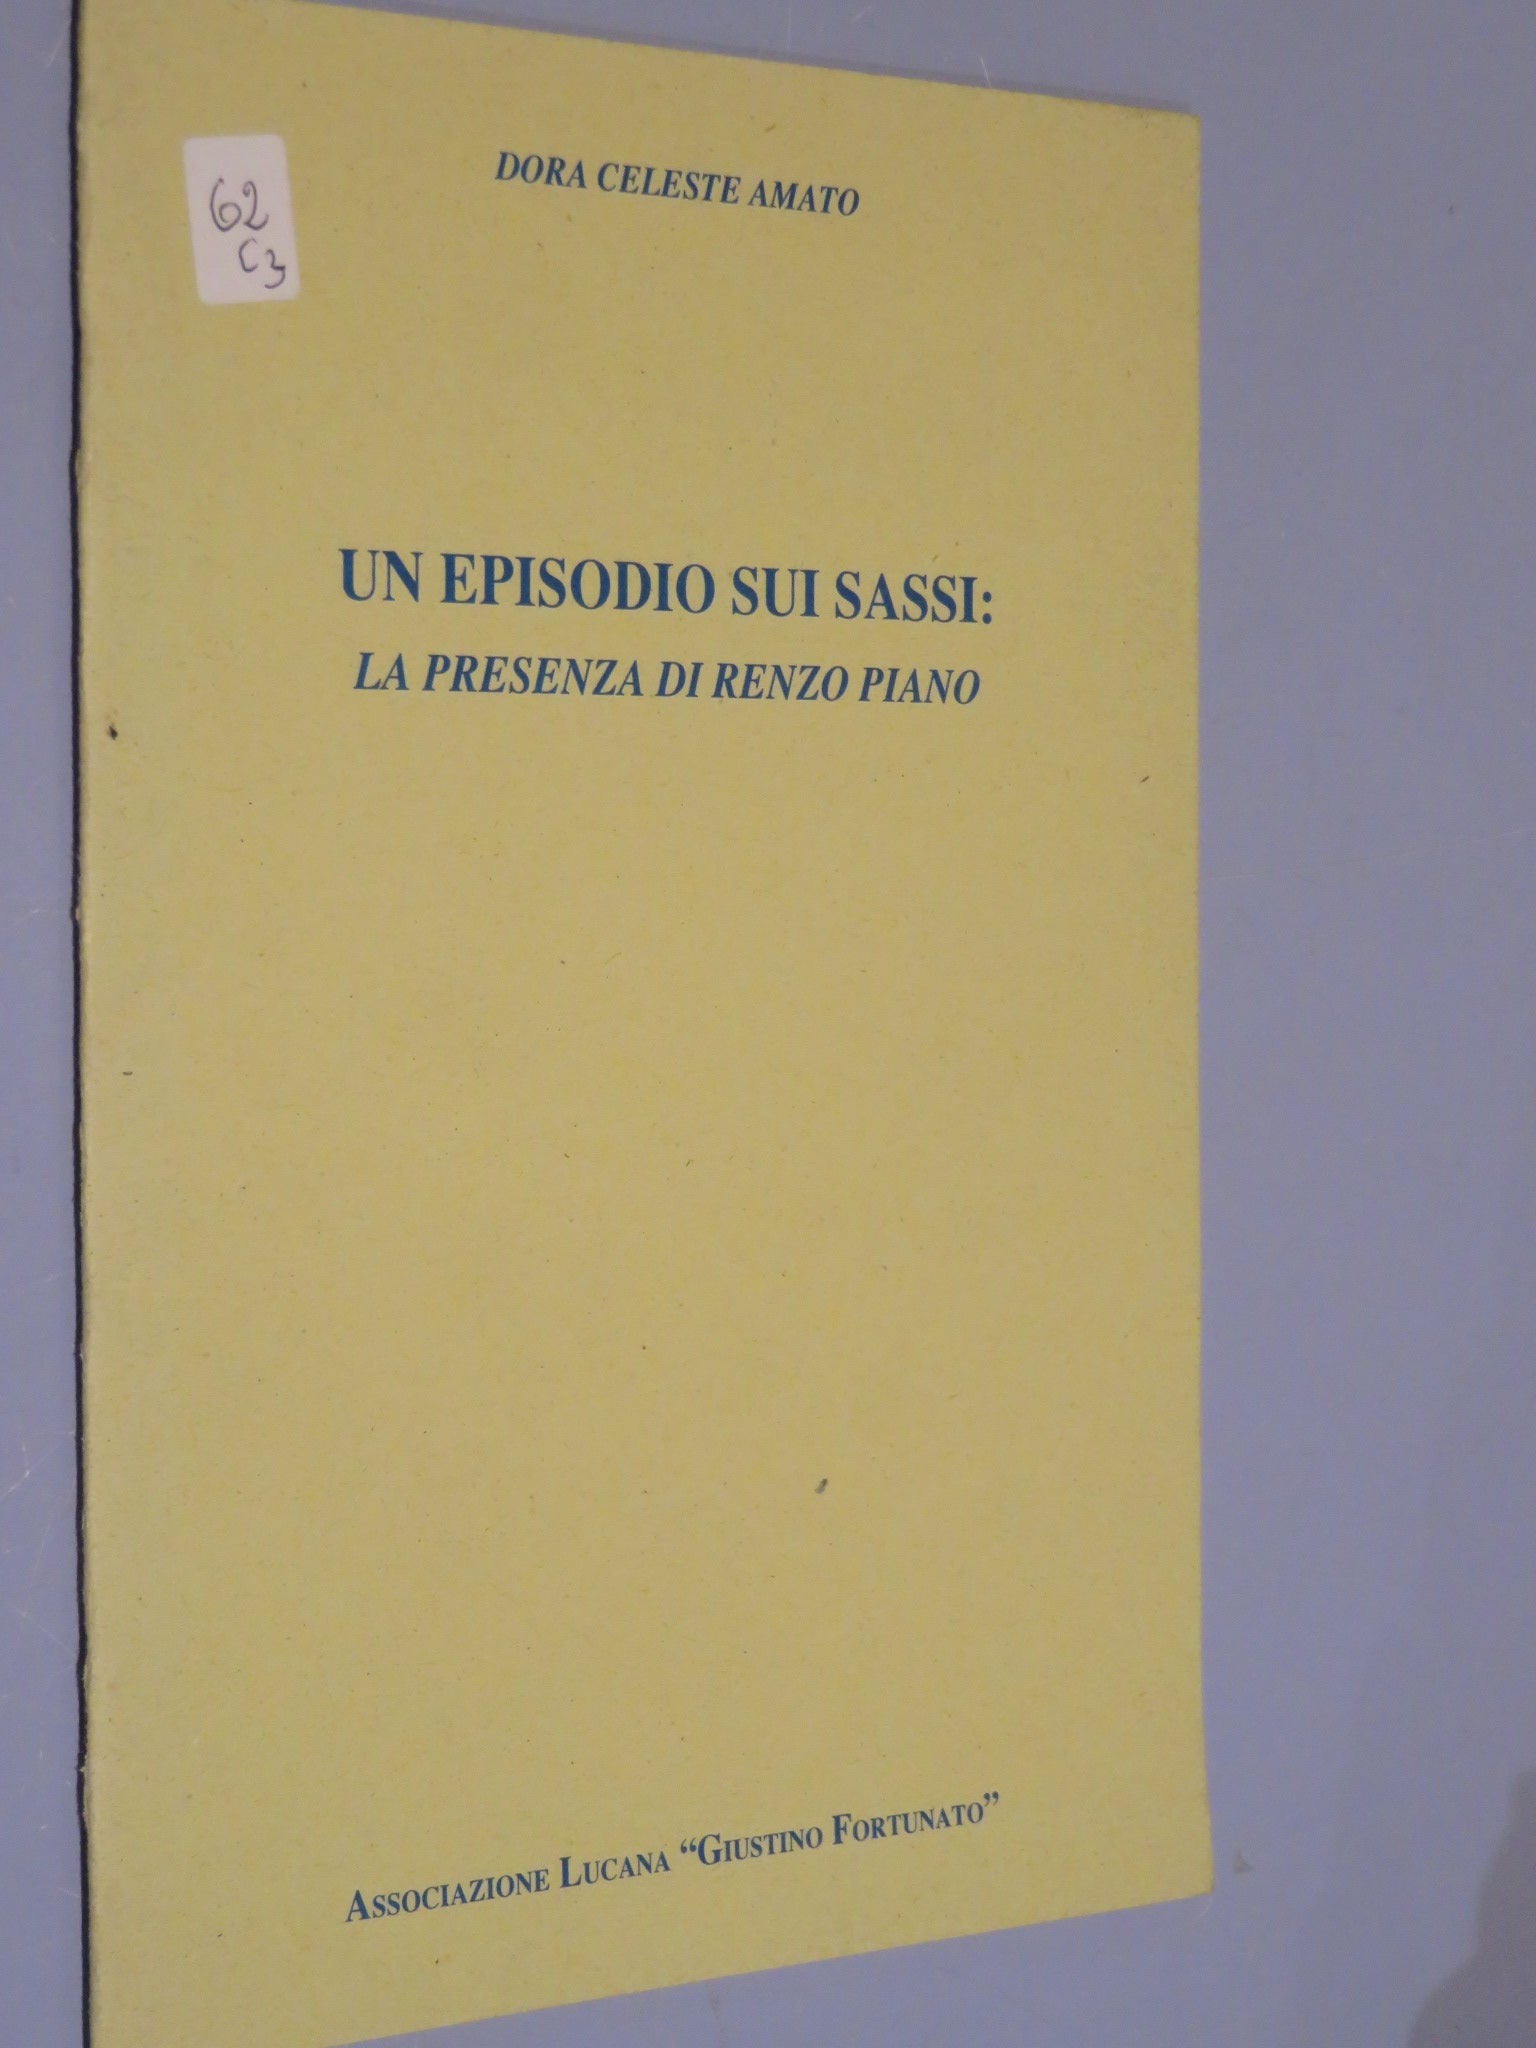 62
C3
DORA CELESTE AMATO
UN EPISODIO SUI SASSI:
LA PRESENZA DI RENZO PIANO
ASSOCIAZIONE LUCANA “GIUSTINO FORTUNATO”